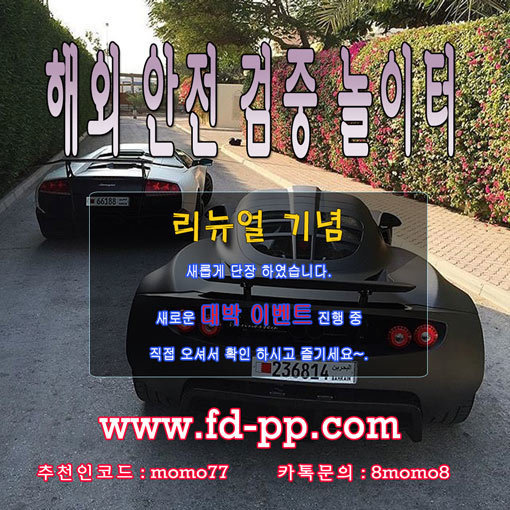 해외 안전 검증 놀이터
66188
리뉴얼 기념
새롭게 단장 하였습니다.
새로운 대박 이벤트 진행 중
직접 오셔서 확인 하시고 즐기세요~.
236814
البحرين
BAHRAIN
www.fd-pp.com
추천인코드 : momo77 카톡문의 : 8momo8